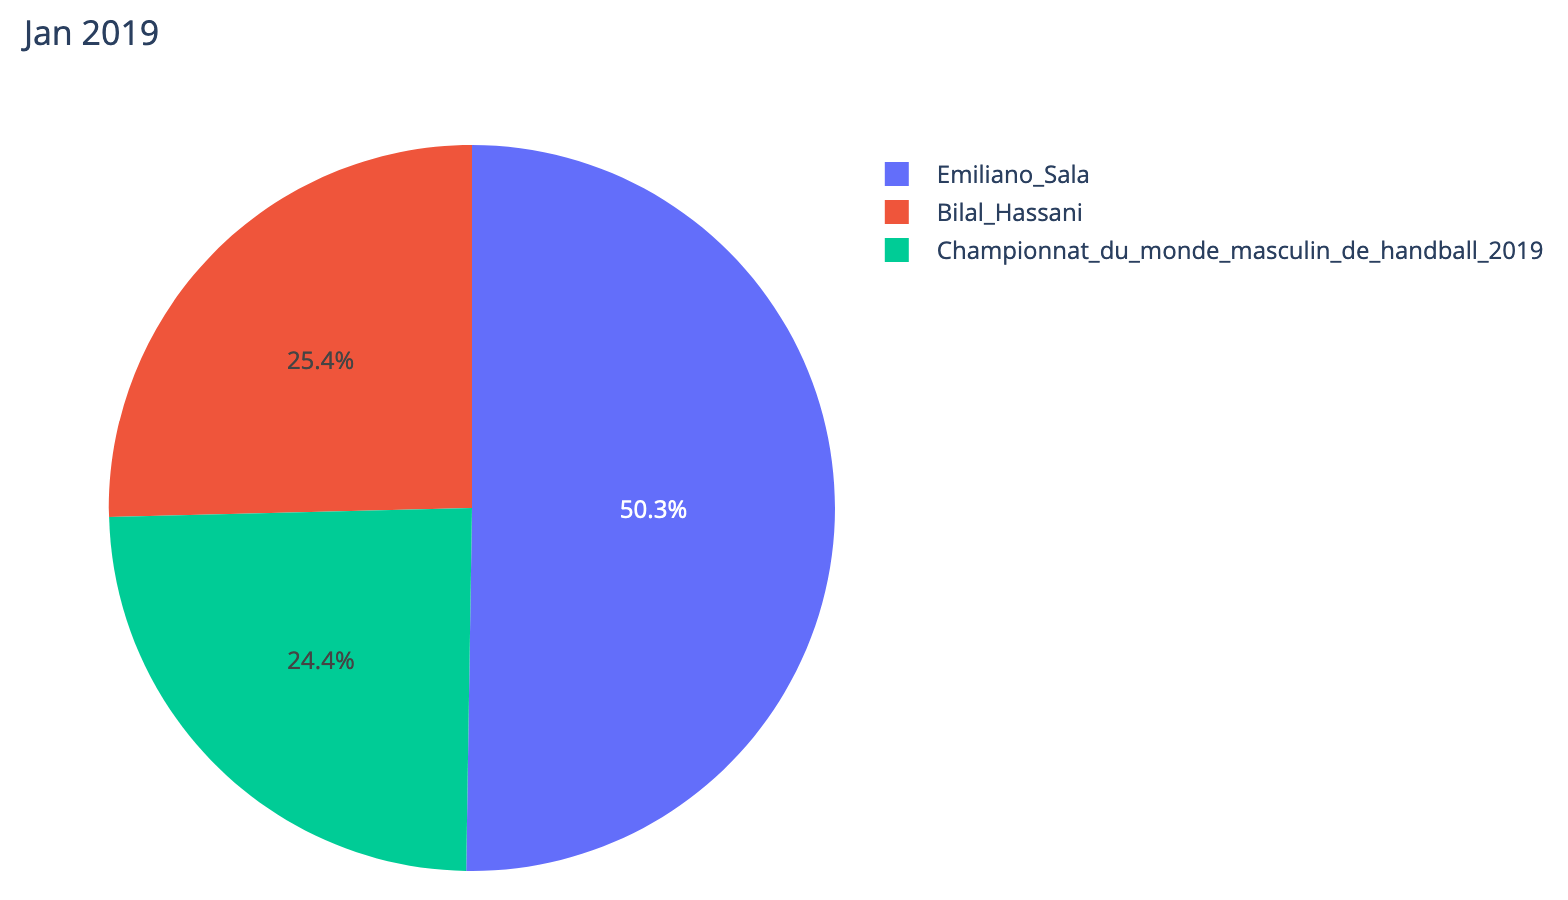 Jan 2019
Emiliano_Sala
Bilal_Hassani
Championnat_du_monde_masculin_de_handball_2019
25.4%
50.3%
24.4%